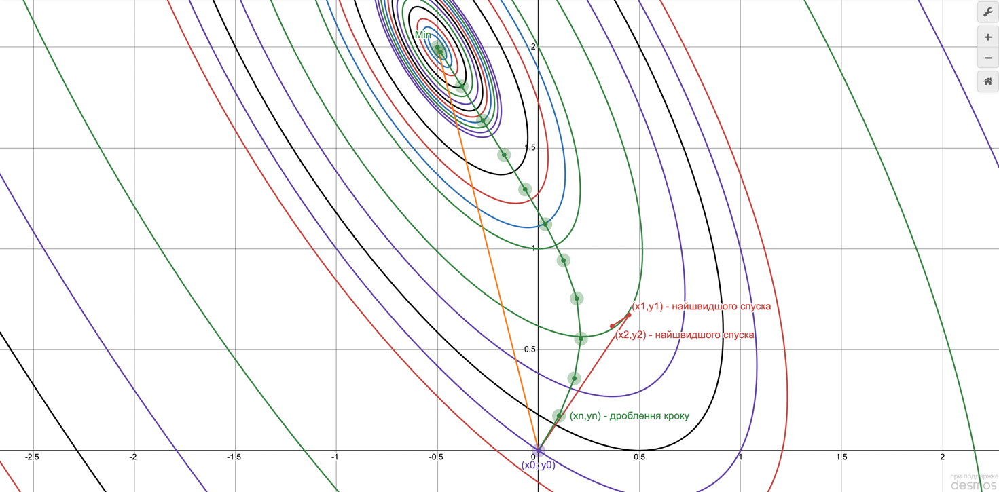 Min
2
1.5
1
(x1,y1) - найшвидшого спуска
(x2,y2) - найшвидшого спуска
0.5
(xn,yn) - дроблення кроку
-2.5
-2
-1.5
-1
-0.5
0
0.5
1
1.5
2
(x0; y0)
при поддержке
desmos